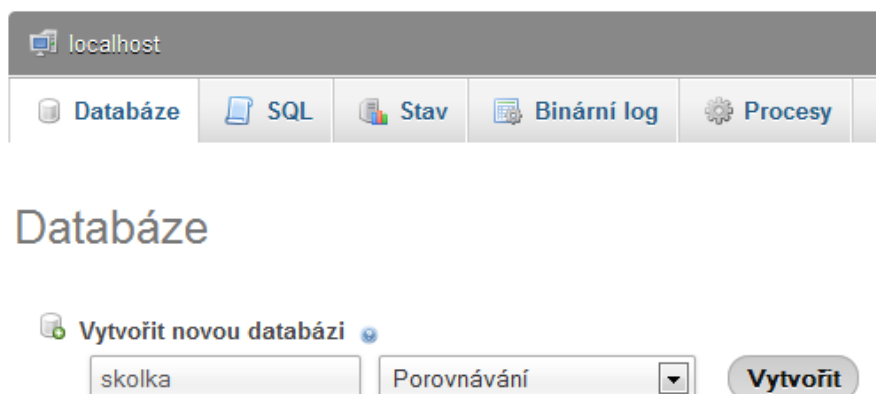 localhost
Databáze SQL Stav Binární log Procesy
Databáze
Vytvořit novou databázi
skolka Porovnávání Vytvořit